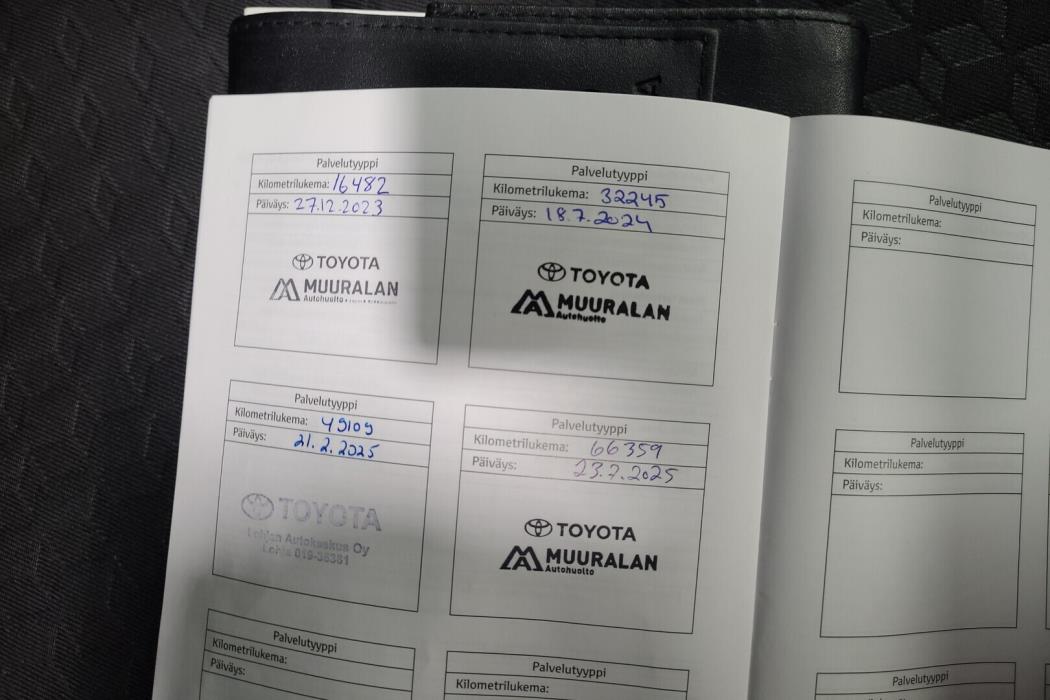 Palvelutyyppi
Kilometrilukema: 16482
Päiväys: 27.12.2023
TOYOTA
MUURALAN
Autohuolto
Palvelutyyppi
Kilometrilukema: 32245
Päiväys: 18.7.2024
TOYOTA
MUURALAN
Autohuolto
Palvelutyyppi
Kilometrilukema: 49109
Päiväys: 21.2.2025
TOYOTA
Lohjan Autokeskus Oy
Lohja 019-36381
Palvelutyyppi
Kilometrilukema: 66359
Päiväys: 23.7.2025
TOYOTA
MUURALAN
Autohuolto
Palvelutyyppi
Kilometrilukema:
Päiväys:
Palvelutyyppi
Kilometrilukema:
Palvelutyyppi
Kilometrilukema:
Päiväys:
Palvelutyyppi
Kilometrilukema:
Päiväys:
Palvelutyyppi